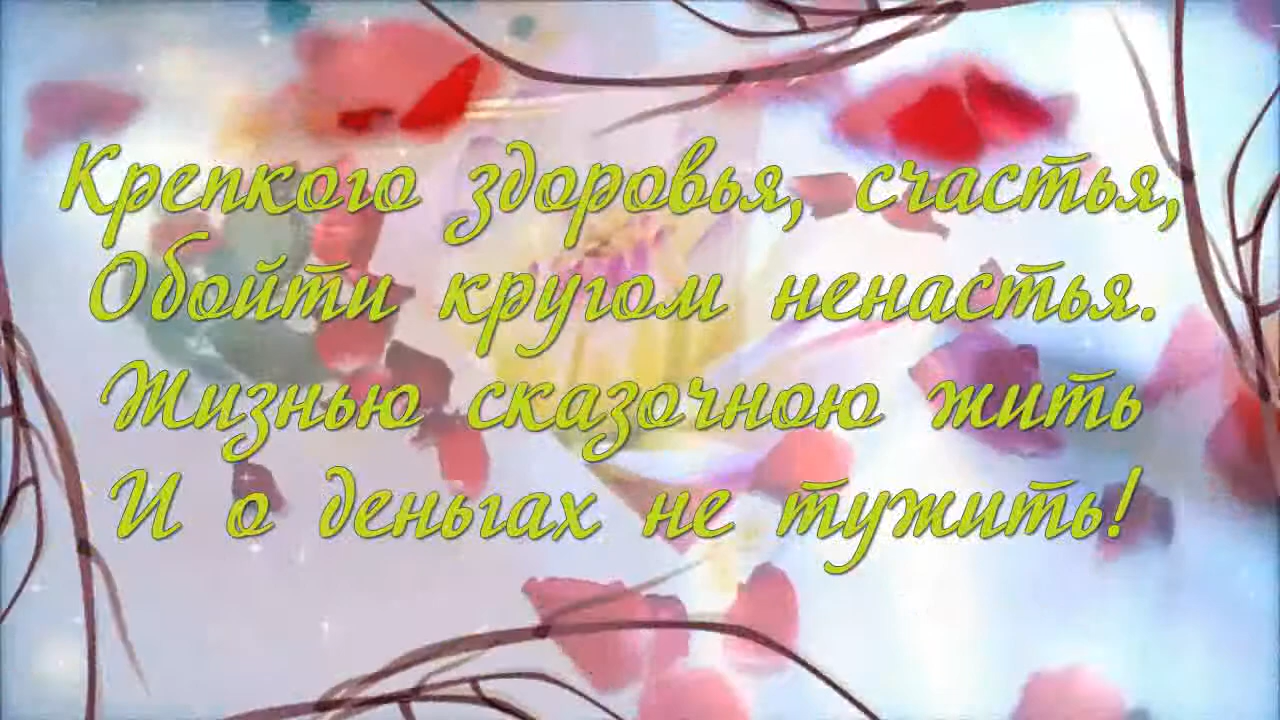 Крепкого здоровья, счастья,
Обойти кругом ненастья.
Жизнью сказочною жить
И о деньгах не тужить!